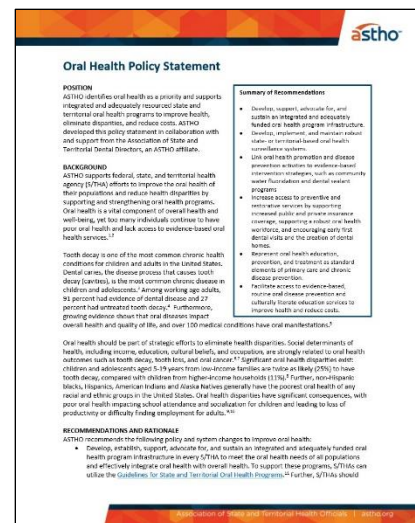 astho
Oral Health Policy Statement
POSITION
ASTHO identifies oral health as a priority and supports
integrated and adequately resourced state and
territorial oral health programs to improve health,
eliminate disparities, and reduce costs. ASTHO
developed this policy statement in collaboration with
and support from the Association of State and
Territorial Dental Directors, an ASTHO affiliate.
BACKGROUND
ASTHO supports federal, state, and territorial health
agency (S/THA) efforts to improve the oral health of
their populations and reduce health disparities by
supporting and strengthening oral health programs.
Oral health is a vital component of overall health and
well-being, yet too many individuals continue to have
poor oral health and lack access to evidence-based oral
health services.1,2
Tooth decay is one of the most common chronic health
conditions for children and adults in the United States.
Dental caries, the disease process that causes tooth
decay (cavities), is the most common chronic disease in
children and adolescents.3 Among working age adults,
91 percent had evidence of dental disease and 27
percent had untreated tooth decay.4 Furthermore,
growing evidence shows that oral diseases impact
overall health and quality of life, and over 100 medical conditions have oral manifestations.5
Summary of Recommendations
• Develop, support, advocate for, and
sustain an integrated and adequately
funded oral health program infrastructure.
• Develop, implement, and maintain robust
state- or territorial-based oral health
surveillance systems.
• Link oral health promotion and disease
prevention activities to evidence-based
intervention strategies, such as community
water fluoridation and dental sealant
programs
• Increase access to preventive and
restorative services by supporting
increased public and private insurance
coverage, supporting a robust oral health
workforce, and encouraging early first
dental visits and the creation of dental
homes.
• Represent oral health education,
prevention, and treatment as standard
elements of primary care and chronic
disease prevention.
• Facilitate access to evidence-based,
routine oral disease prevention and
culturally literate education services to
improve health and reduce costs.
Oral health should be part of strategic efforts to eliminate health disparities. Social determinants of
health, including income, education, cultural beliefs, and occupation, are strongly related to oral health
outcomes such as tooth decay, tooth loss, and oral cancer.6,7 Significant oral health disparities exist:
children and adolescents aged 5-19 years from low-income families are twice as likely (25%) to have
tooth decay, compared with children from higher-income households (11%).8 Further, non-Hispanic
blacks, Hispanics, American Indians and Alaska Natives generally have the poorest oral health of any
racial and ethnic groups in the United States. Oral health disparities have significant consequences, with
poor oral health impacting school attendance and socialization for children and leading to loss of
productivity or difficulty finding employment for adults.9,10
RECOMMENDATIONS AND RATIONALE
ASTHO recommends the following policy and system changes to improve oral health:
• Develop, establish, support, advocate for, and sustain an integrated and adequately funded oral
health program infrastructure in every S/THA to meet the oral health needs of all populations
and effectively integrate oral health with overall health. To support these programs, S/THAs can
utilize the Guidelines for State and Territorial Oral Health Programs.11 Further, S/THAs should
Association of State and Territorial Health Officials | astho.org